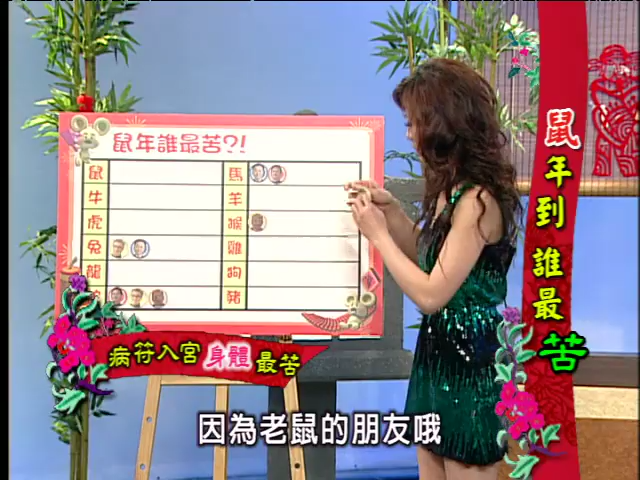 鼠年誰最苦?!
鼠 馬
牛 羊
虎 猴
兔 雞
龍 狗
豬
鼠年到 誰最苦
病符入宮 身體 最苦
因為老鼠的朋友哦